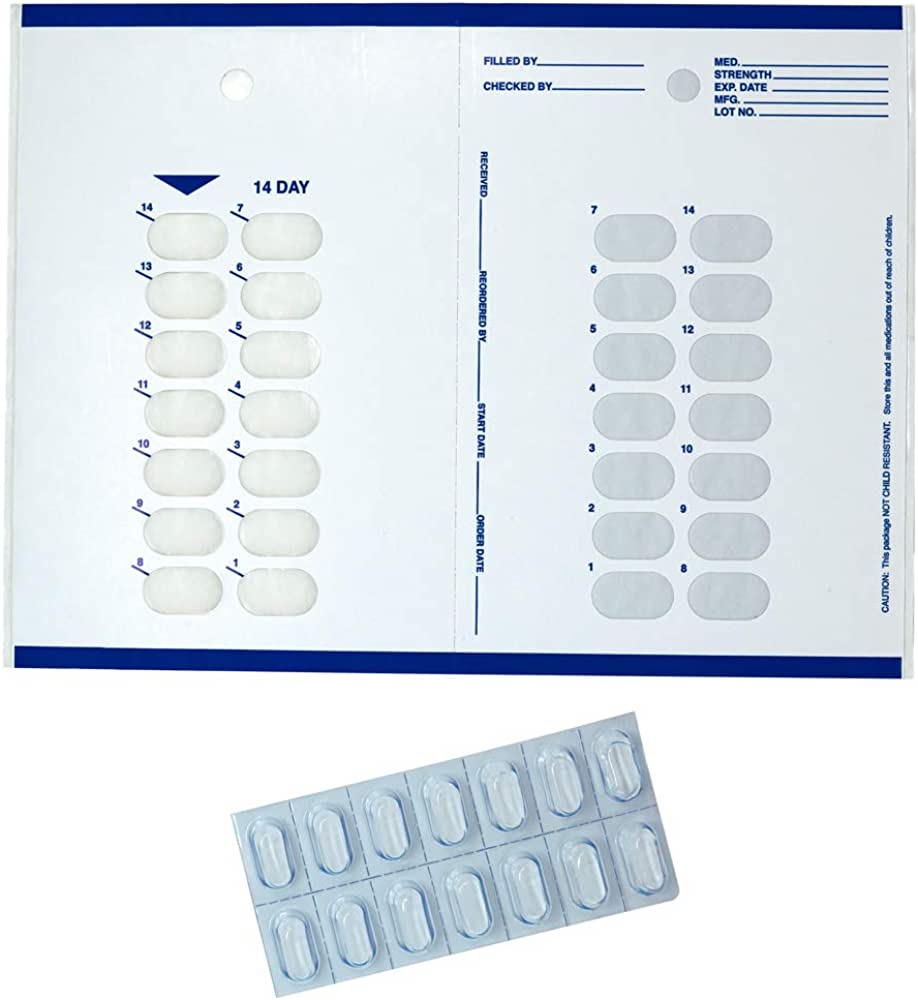 14 DAY
14 7
13 6
12 5
11 4
10 3
9 2
8 1
FILLED BY
CHECKED BY
MED.
STRENGTH
EXP. DATE
MFG.
LOT NO.
RECEIVED REORDERED BY START DATE ORDER DATE
7 14
6 13
5 12
4 11
3 10
2 9
1 8
CAUTION: This package NOT CHILD RESISTANT. Store this and all medications out of reach of children.